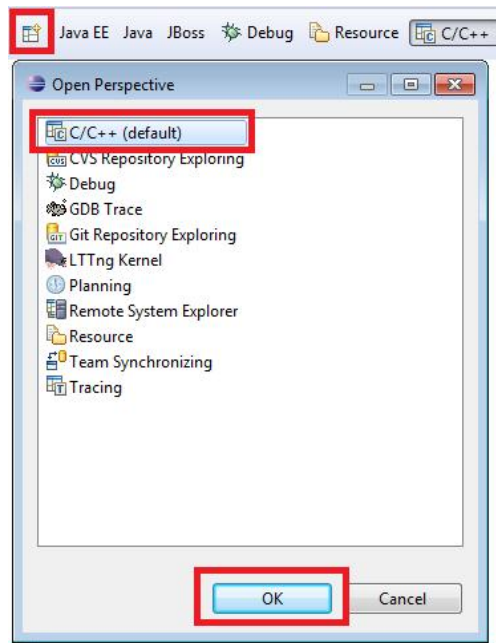 Java EE Java JBoss Debug Resource C/C++
Open Perspective
C/C++ (default)
CVS Repository Exploring
Debug
GDB Trace
Git Repository Exploring
LTTng Kernel
Planning
Remote System Explorer
Resource
Team Synchronizing
Tracing
OK Cancel